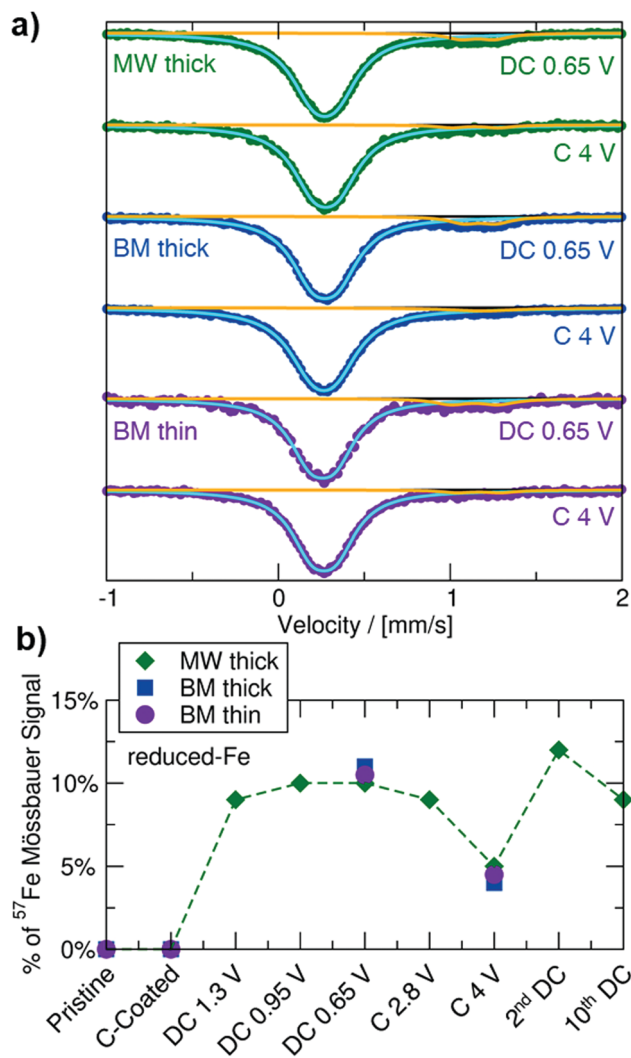 a)
MW thick
DC 0.65 V
C 4 V
BM thick
DC 0.65 V
C 4 V
BM thin
DC 0.65 V
C 4 V
-1 0 1 2
Velocity / [mm/s]
b)
MW thick
BM thick
BM thin
reduced-Fe
15%
10%
5%
0%
% of ⁵⁷Fe Mössbauer Signal
Pristine
C-Coated
DC 1.3 V
DC 0.95 V
DC 0.65 V
C 2.8 V
C 4 V
2ⁿᵈ DC
10ᵗʰ DC